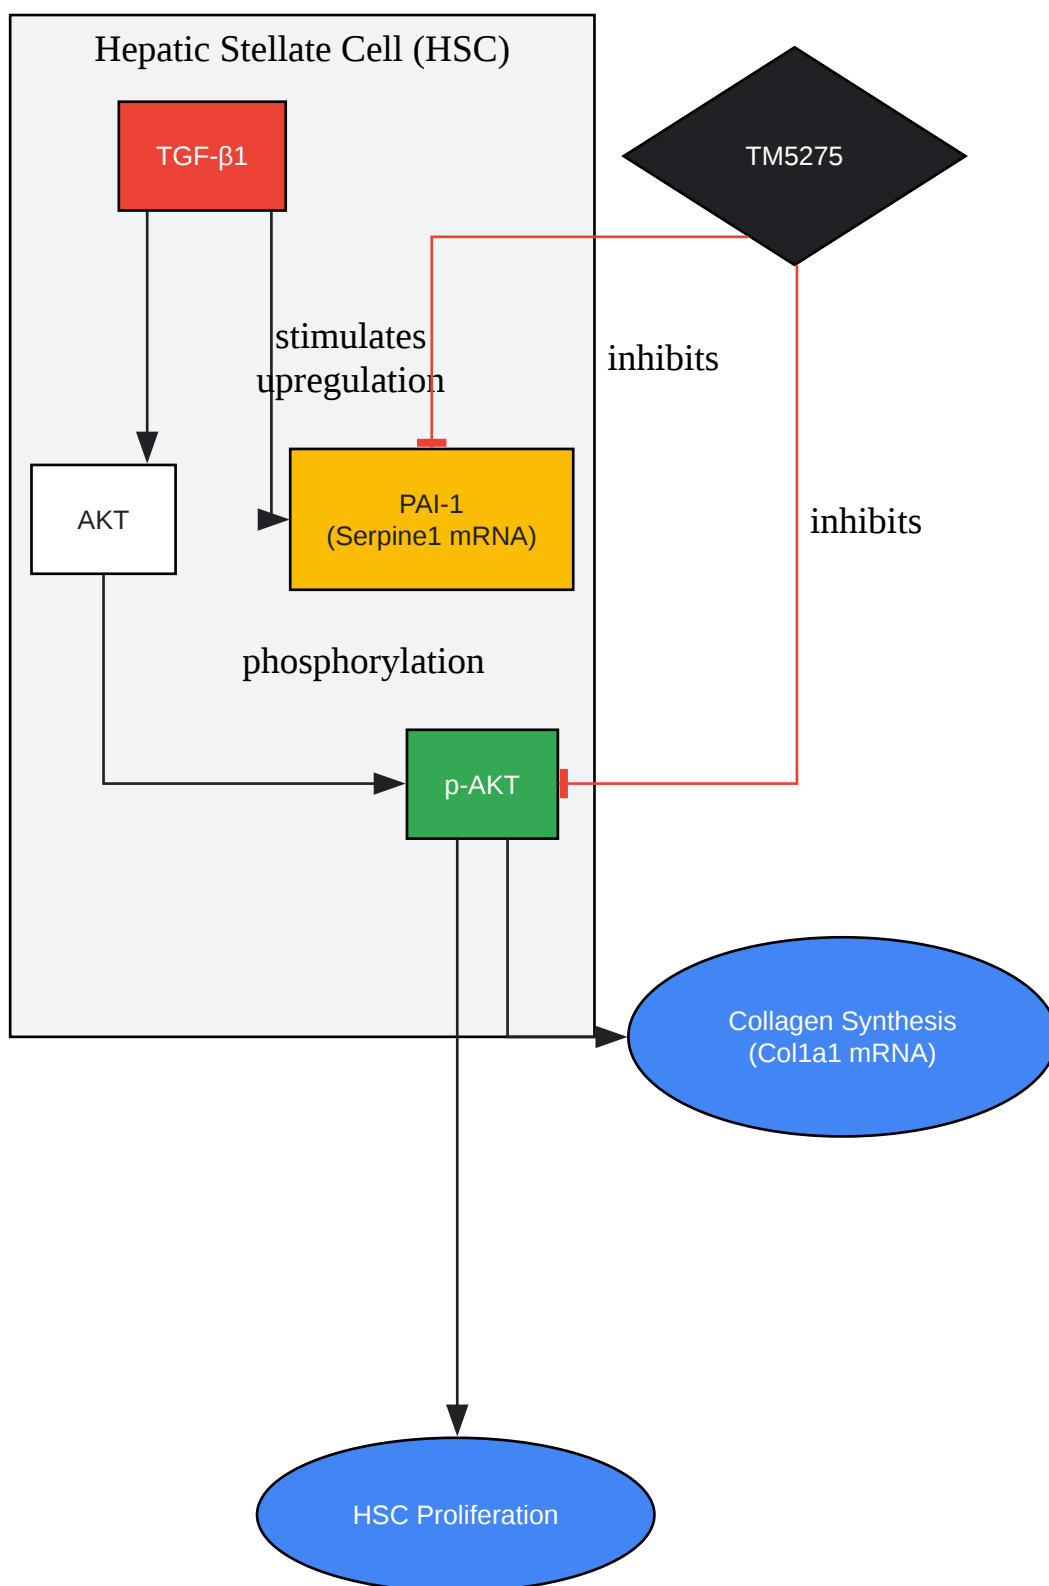 Hepatic Stellate Cell (HSC)
TGF-β1
TM5275
stimulates
upregulation
inhibits
AKT
PAI-1
(Serpine1 mRNA)
inhibits
phosphorylation
p-AKT
Collagen Synthesis
(Col1a1 mRNA)
HSC Proliferation